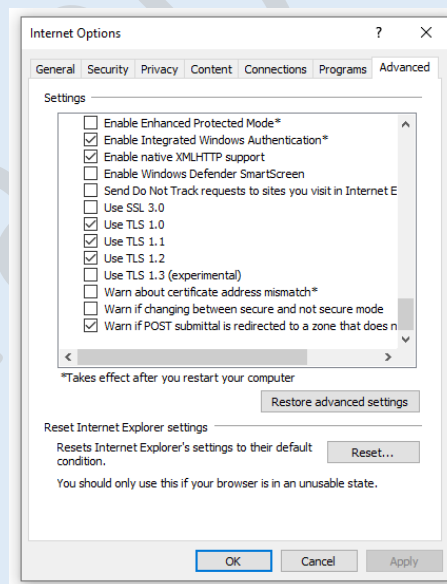 Internet Options
?
General Security Privacy Content Connections Programs Advanced
Settings
Enable Enhanced Protected Mode*
Enable Integrated Windows Authentication*
Enable native XMLHTTP support
Enable Windows Defender SmartScreen
Send Do Not Track requests to sites you visit in Internet E
Use SSL 3.0
Use TLS 1.0
Use TLS 1.1
Use TLS 1.2
Use TLS 1.3 (experimental)
Warn about certificate address mismatch*
Warn if changing between secure and not secure mode
Warn if POST submittal is redirected to a zone that does n
*Takes effect after you restart your computer
Restore advanced settings
Reset Internet Explorer settings
Resets Internet Explorer's settings to their default
condition.
Reset...
You should only use this if your browser is in an unusable state.
OK Cancel Apply